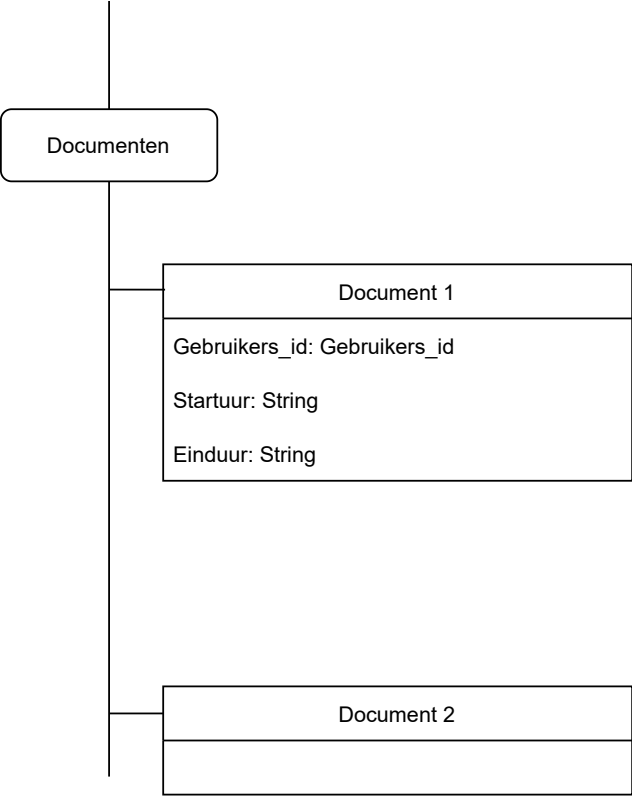 Documenten
Document 1
Gebruikers_id: Gebruikers_id
Startuur: String
Einduur: String
Document 2